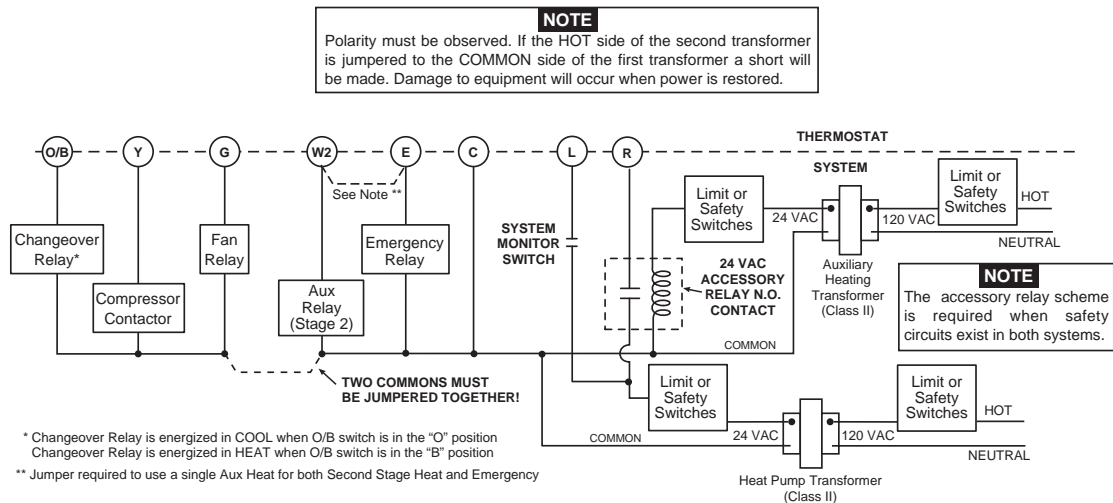 NOTE
Polarity must be observed. If the HOT side of the second transformer
is jumpered to the COMMON side of the first transformer a short will
be made. Damage to equipment will occur when power is restored.
THERMOSTAT
O/B
Y
G
W2
E
C
L
R
SYSTEM
See Note **
Changeover
Relay*
Compressor
Contactor
Fan
Relay
Aux
Relay
(Stage 2)
Emergency
Relay
SYSTEM
MONITOR
SWITCH
24 VAC
ACCESSORY
RELAY N.O.
CONTACT
Limit or
Safety
Switches
24 VAC
120 VAC
Limit or
Safety
Switches
HOT
NEUTRAL
Auxiliary
Heating
Transformer
(Class II)
NOTE
The accessory relay scheme
is required when safety
circuits exist in both systems.
COMMON
TWO COMMONS MUST
BE JUMPERED TOGETHER!
Limit or
Safety
Switches
24 VAC
120 VAC
Limit or
Safety
Switches
HOT
NEUTRAL
COMMON
Heat Pump Transformer
(Class II)
* Changeover Relay is energized in COOL when O/B switch is in the “O” position
Changeover Relay is energized in HEAT when O/B switch is in the “B” position
** Jumper required to use a single Aux Heat for both Second Stage Heat and Emergency